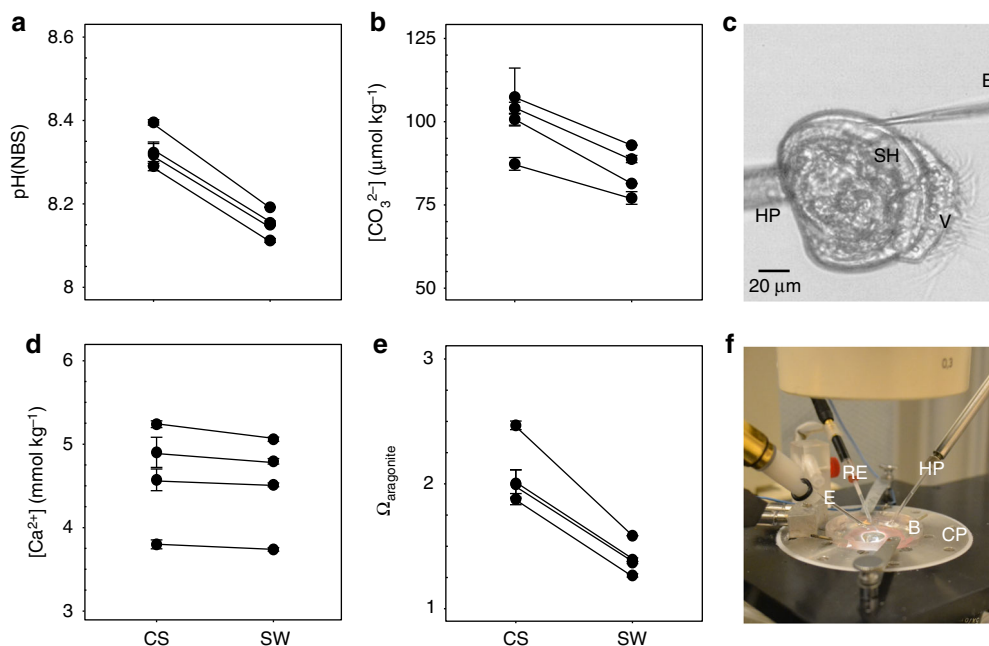 a
8.6
8.4
8.2
8
pH(NBS)
b
125
100
75
50
[CO₃²⁻] (μmol kg⁻¹)
c
E
SH
HP
V
20 μm
d
6
5
4
3
[Ca²⁺] (mmol kg⁻¹)
CS SW
e
3
2
1
Ωaragonite
CS SW
f
RE
HP
E
B
CP